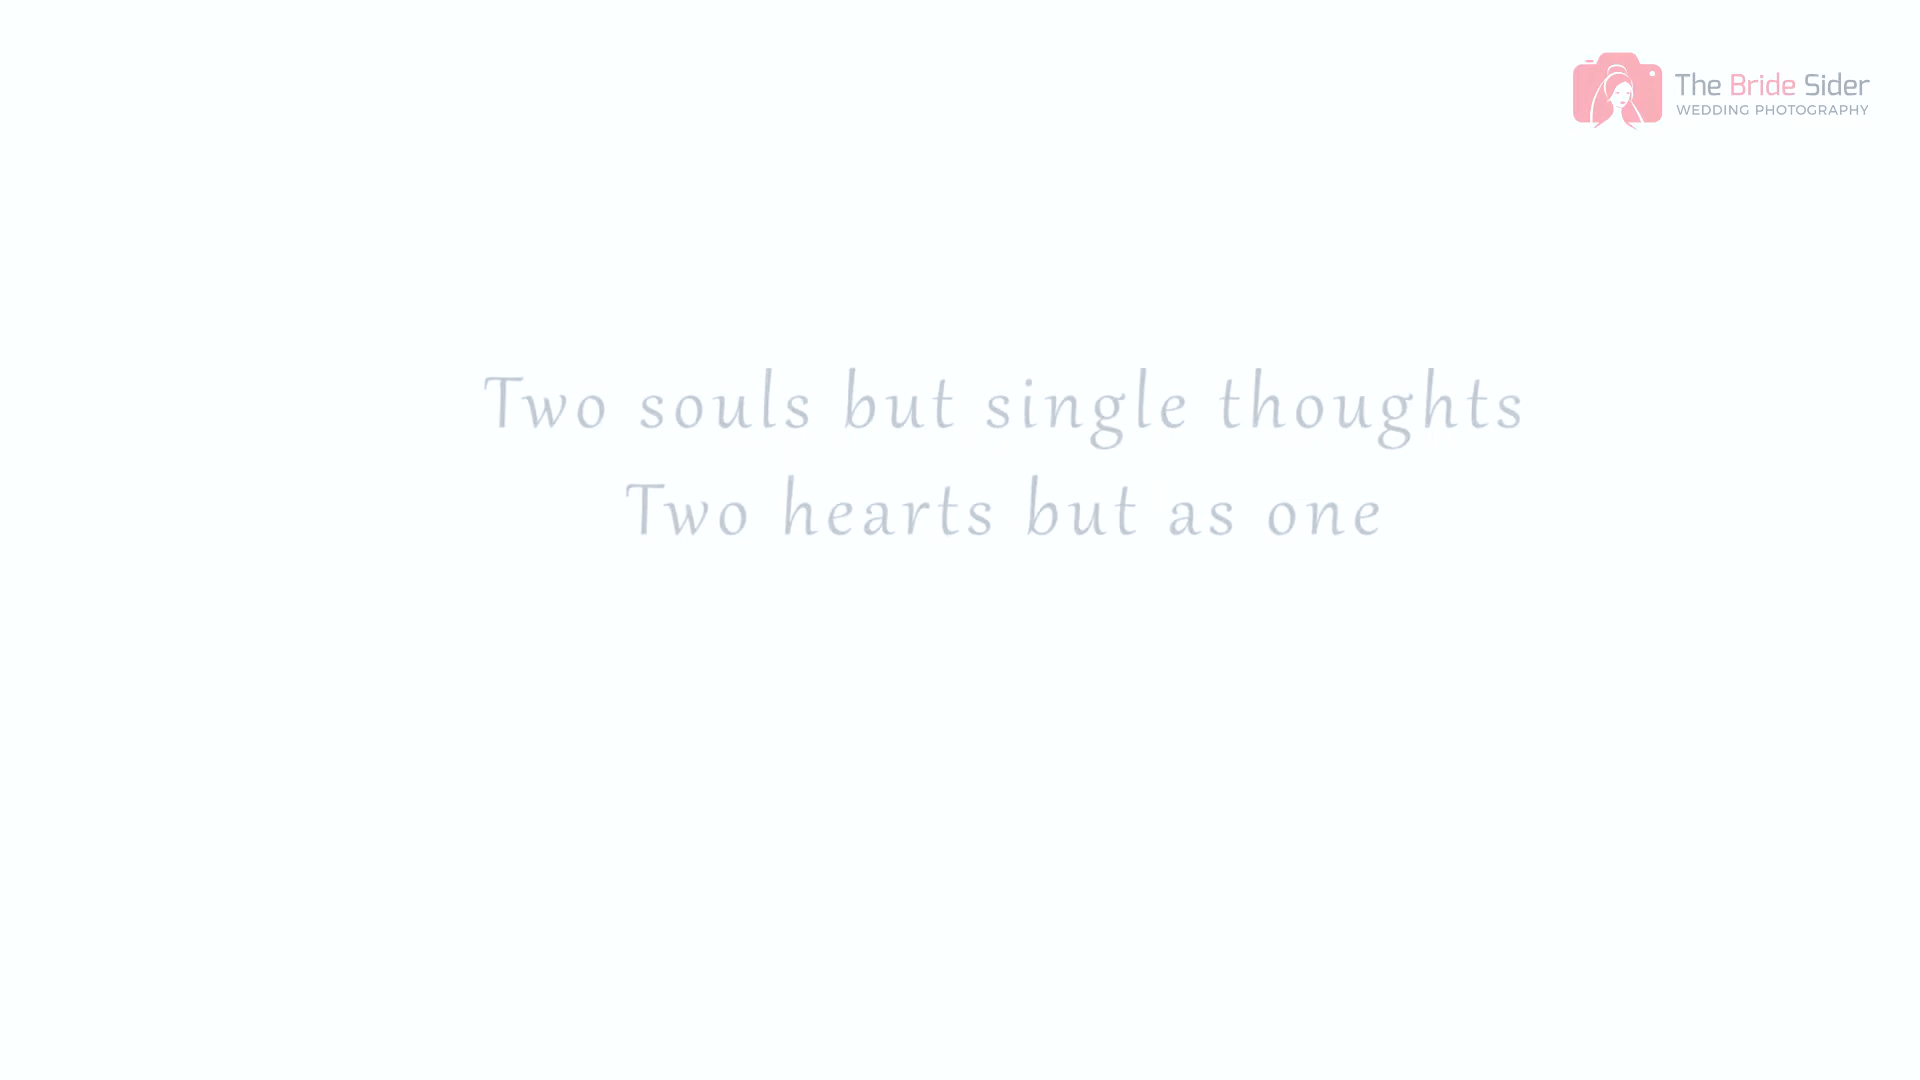 The Bride Sider
WEDDING PHOTOGRAPHY
Two souls but single thoughts
Two hearts but as one